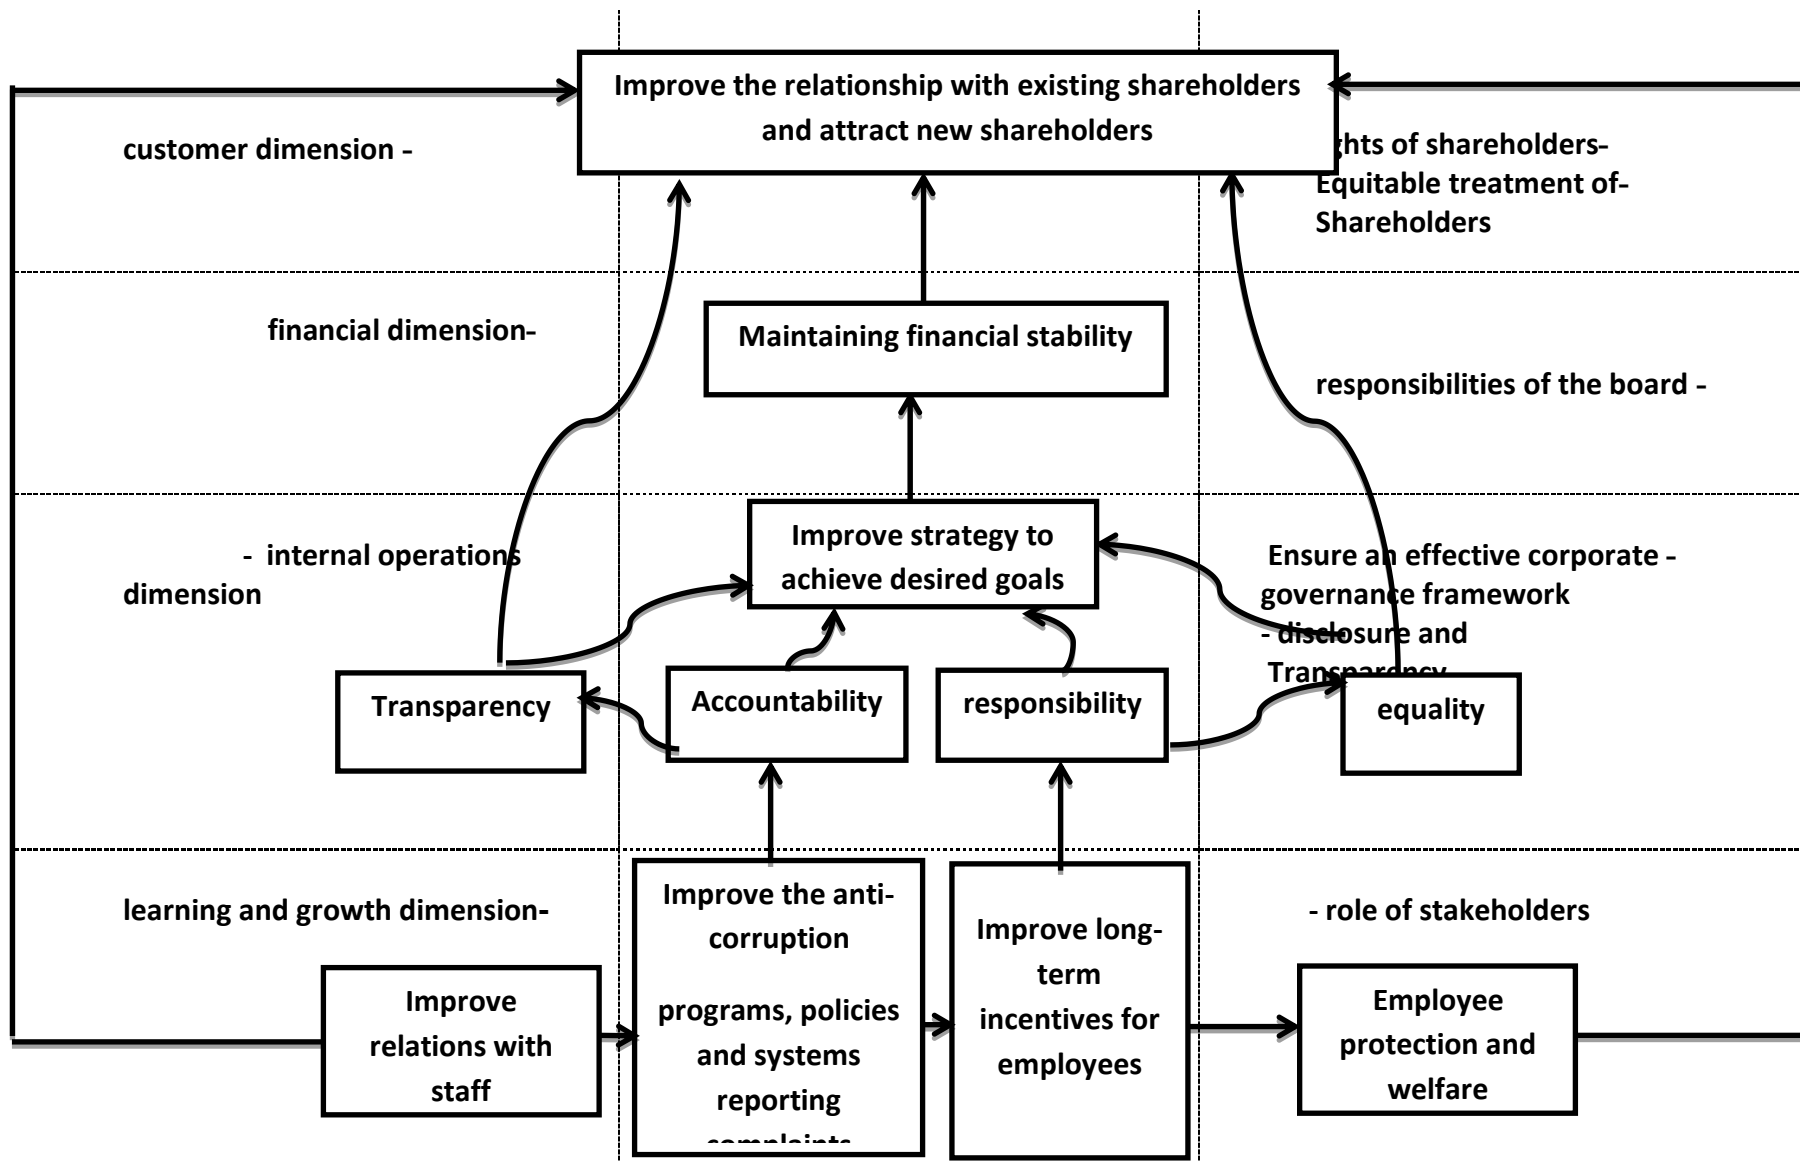 Improve the relationship with existing shareholders
and attract new shareholders
customer dimension -
of shareholders-
Equitable treatment of-
Shareholders
financial dimension-
Maintaining financial stability
responsibilities of the board -
- internal operations
dimension
Improve strategy to
achieve desired goals
Ensure an effective corporate -
governance framework
- disclosure and
Transparency
Transparency
Accountability
responsibility
equality
learning and growth dimension-
- role of stakeholders
Improve
relations with
staff
Improve the anti-
corruption
programs, policies
and systems
reporting
complaints
Improve long-
term
incentives for
employees
Employee
protection and
welfare